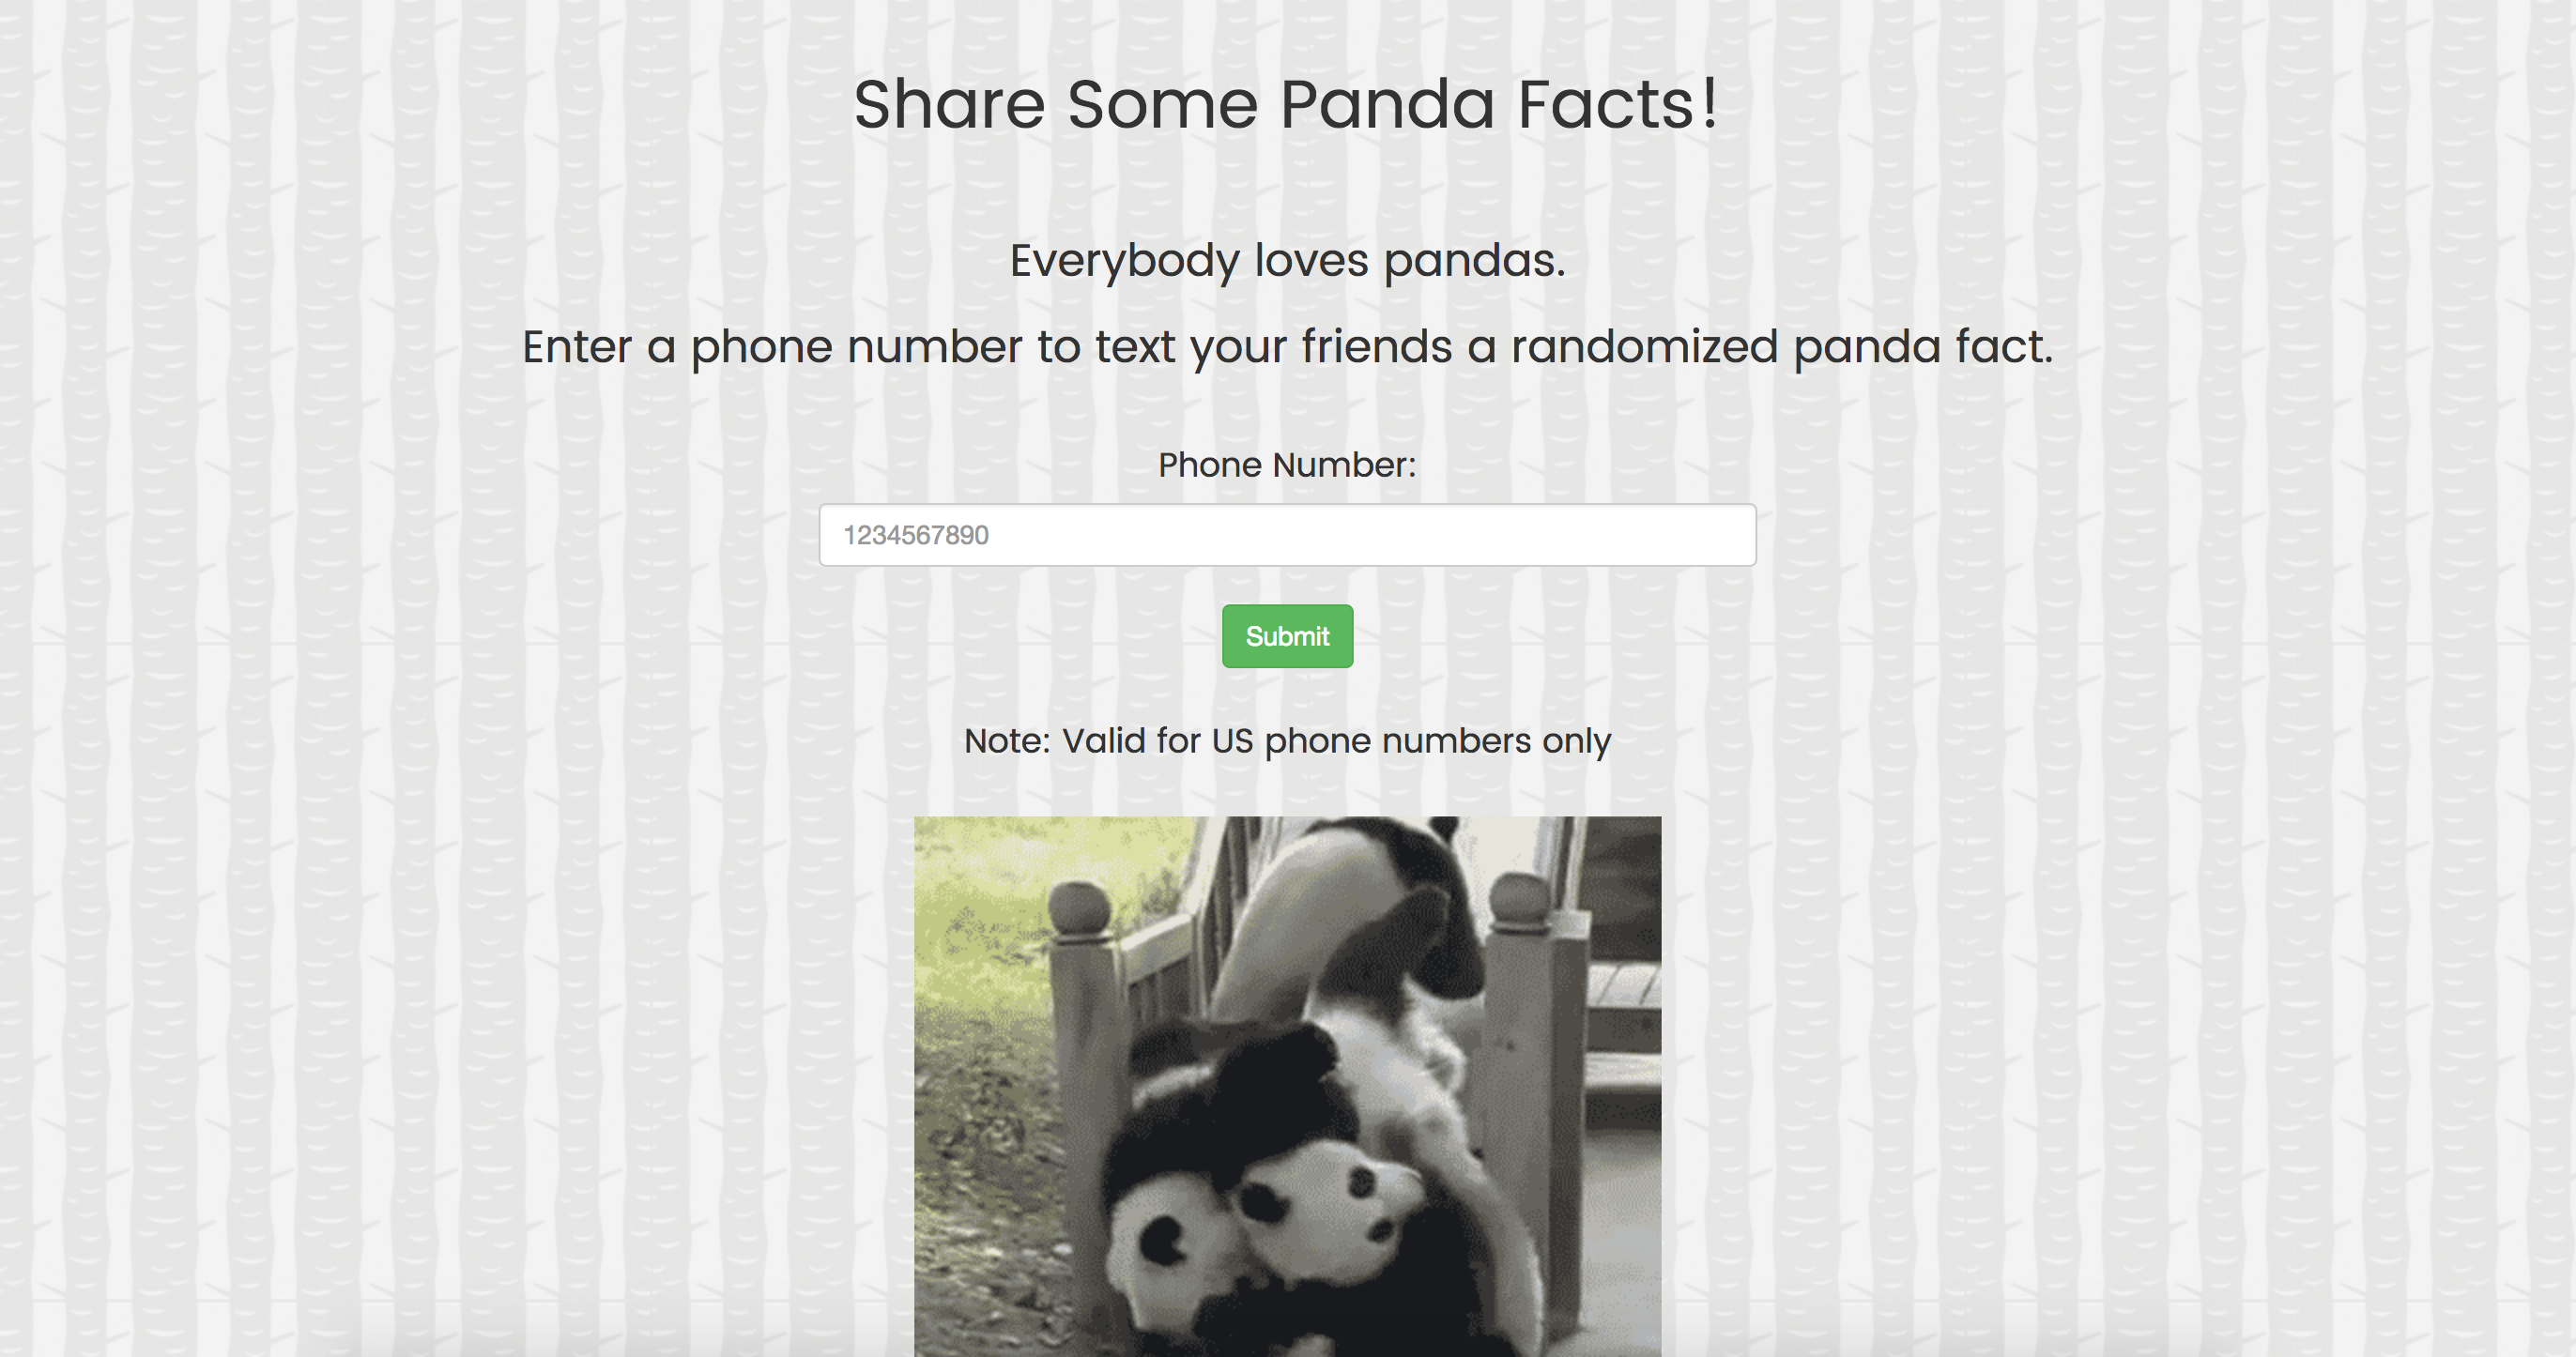 Share Some Panda Facts!
Everybody loves pandas.
Enter a phone number to text your friends a randomized panda fact.
Phone Number:
1234567890
Submit
Note: Valid for US phone numbers only